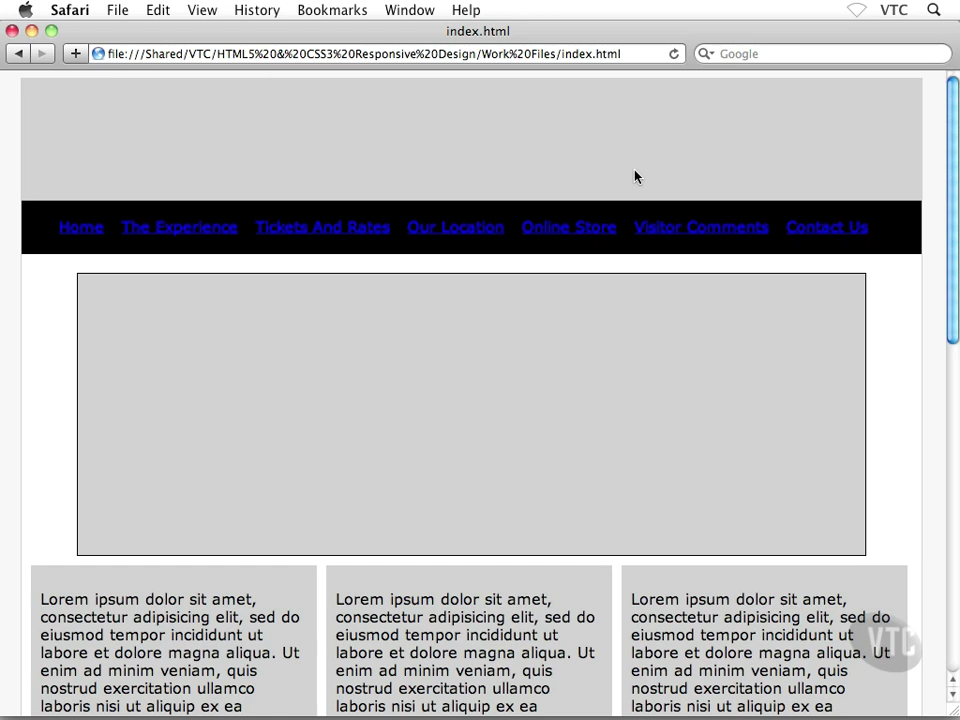 Safari File Edit View History Bookmarks Window Help VTC
index.html
file:///Shared/VTC/HTML5%20&%20CSS3%20Responsive%20Design/Work%20Files/index.html Google
Home The Experience Tickets And Rates Our Location Online Store Visitor Comments Contact Us
Lorem ipsum dolor sit amet,
consectetur adipisicing elit, sed do
eiusmod tempor incididunt ut
labore et dolore magna aliqua. Ut
enim ad minim veniam, quis
nostrud exercitation ullamco
laboris nisi ut aliquip ex ea
Lorem ipsum dolor sit amet,
consectetur adipisicing elit, sed do
eiusmod tempor incididunt ut
labore et dolore magna aliqua. Ut
enim ad minim veniam, quis
nostrud exercitation ullamco
laboris nisi ut aliquip ex ea
Lorem ipsum dolor sit amet,
consectetur adipisicing elit, sed do
eiusmod tempor incididunt ut
labore et dolore magna aliqua. Ut
enim ad minim veniam, quis
nostrud exercitation ullamco
laboris nisi ut aliquip ex ea
VTC